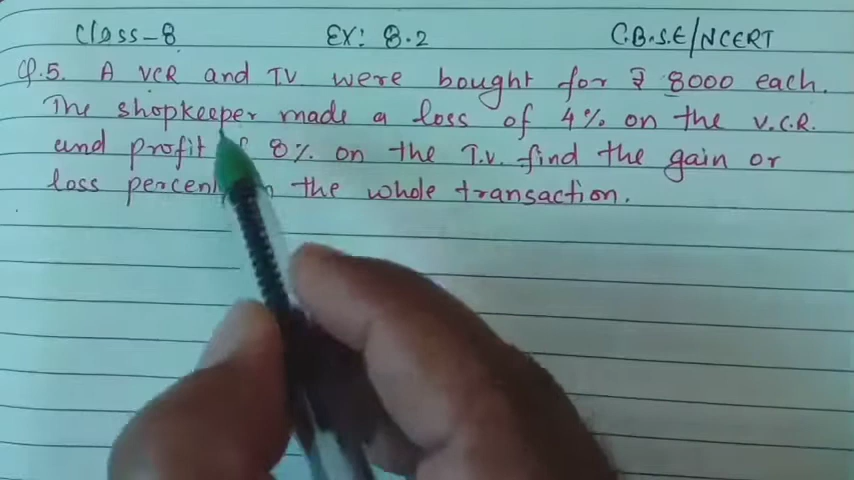 Class-8 EX: 8.2 C.B.S.E/NCERT
Q.5. A VCR and TV were bought for ₹ 8000 each.
The shopkeeper made a loss of 4% on the V.C.R.
and profit 8% on the T.V. find the gain or
loss percent the whole transaction.